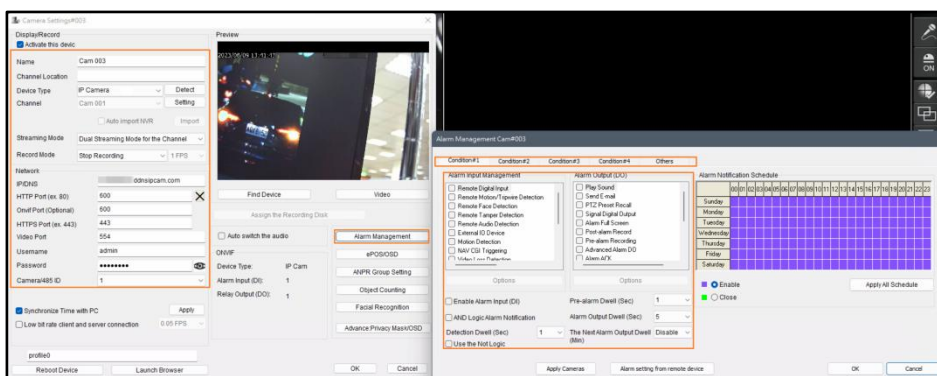 Camera Settings#003
Display/Record
Activate this devic
Name Cam 003
Channel Location
Device Type IP Camera Detect
Channel Cam 001 Setting
Auto import NVR Import
Streaming Mode Dual Streaming Mode for the Channel
Record Mode Stop Recording 1 FPS
Network
IP/DNS ddnsipcam.com
HTTP Port (ex. 80) 600
Onvif Port (Optional) 600
HTTPS Port (ex. 443) 443
Video Port 554
Username admin
Password ••••••••
Camera/485 ID 1
Synchronize Time with PC Apply
Low bit rate client and server connection 0.05 FPS
profile0
Reboot Device Launch Browser
Preview
2023/06/09
Find Device Video
Assign the Recording Disk
Auto switch the audio Alarm Management
ONVIF ePOS/OSD
Device Type: IP Cam
ANPR Group Setting
Alarm Input (DI): 1
Object Counting
Relay Output (DO): 1
Facial Recognition
Advance Privacy Mask/OSD
OK Cancel
ON
Alarm Management Cam#003
Condition#1 Condition#2 Condition#3 Condition#4 Others
Alarm Input Management
Remote Digital Input
Remote Motion/Tripwire Detection
Remote Face Detection
Remote Tamper Detection
Remote Audio Detection
External IO Device
Motion Detection
NAV CGI Triggering
Video Loss Detection
Options
Enable Alarm Input (DI)
AND Logic Alarm Notification
Detection Dwell (Sec) 1
Use the Not Logic
Alarm Output (DO)
Play Sound
Send E-mail
PTZ Preset Recall
Signal Digital Output
Alarm Full Screen
Post-alarm Record
Pre-alarm Recording
Advanced Alarm DO
Alarm ACK
Options
Pre-alarm Dwell (Sec) 1
Alarm Output Dwell (Sec) 5
The Next Alarm Output Dwell (Min) Disable
Alarm Notification Schedule
00 01 02 03 04 05 06 07 08 09 10 11 12 13 14 15 16 17 18 19 20 21 22 23
Sunday
Monday
Tuesday
Wednesday
Thursday
Friday
Saturday
Enable Apply All Schedule
Close
Apply Cameras Alarm setting from remote device OK Cancel